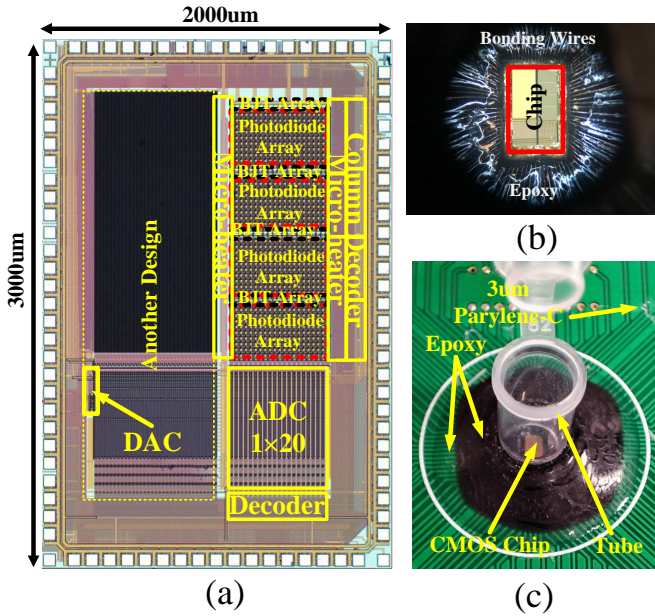 2000um
3000um
BJT Array
Photodiode
Array
BJT Array
Photodiode
Array
BJT Array
Photodiode
Array
BJT Array
Photodiode
Array
Micro-heater
Micro-heater
Column Decoder
Another Design
DAC
ADC
1×20
Decoder
(a)
Bonding Wires
Chip
Epoxy
(b)
3um
Parylene-C
Epoxy
CMOS Chip
Tube
(c)